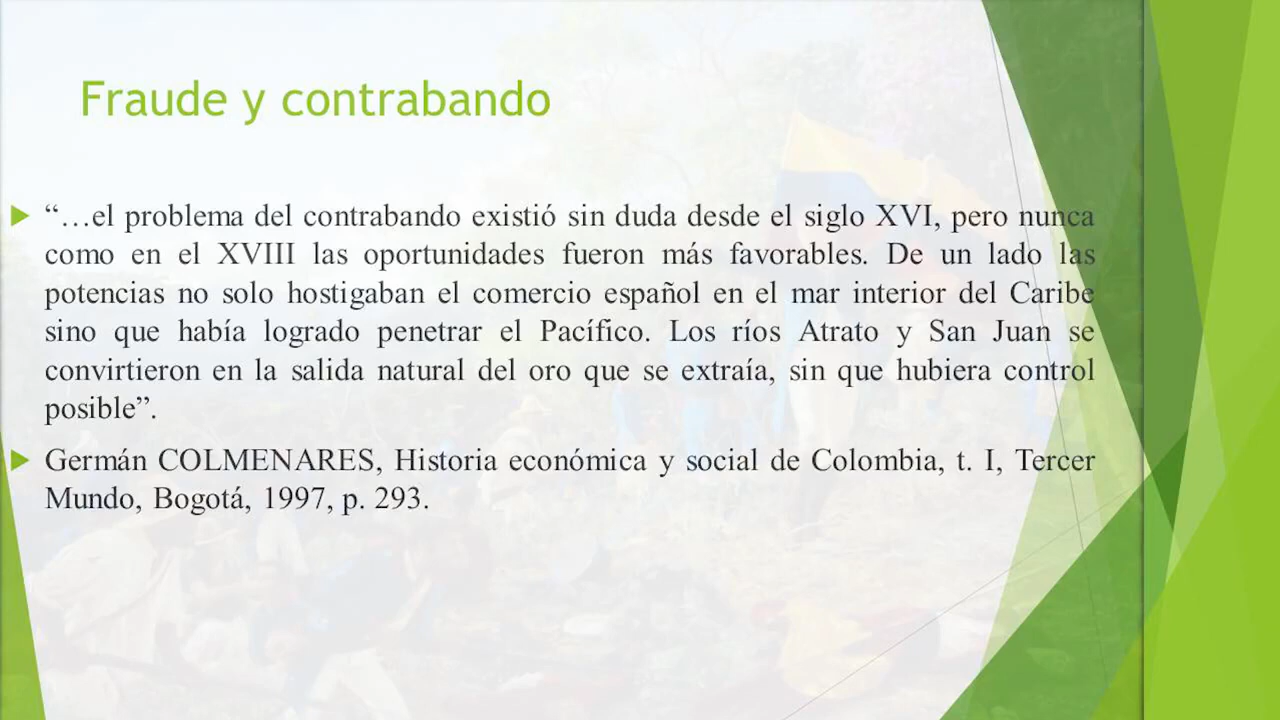 Fraude y contrabando
“…el problema del contrabando existió sin duda desde el siglo XVI, pero nunca
como en el XVIII las oportunidades fueron más favorables. De un lado las
potencias no solo hostigaban el comercio español en el mar interior del Caribe
sino que había logrado penetrar el Pacífico. Los ríos Atrato y San Juan se
convirtieron en la salida natural del oro que se extraía, sin que hubiera control
posible”.
Germán COLMENARES, Historia económica y social de Colombia, t. I, Tercer
Mundo, Bogotá, 1997, p. 293.